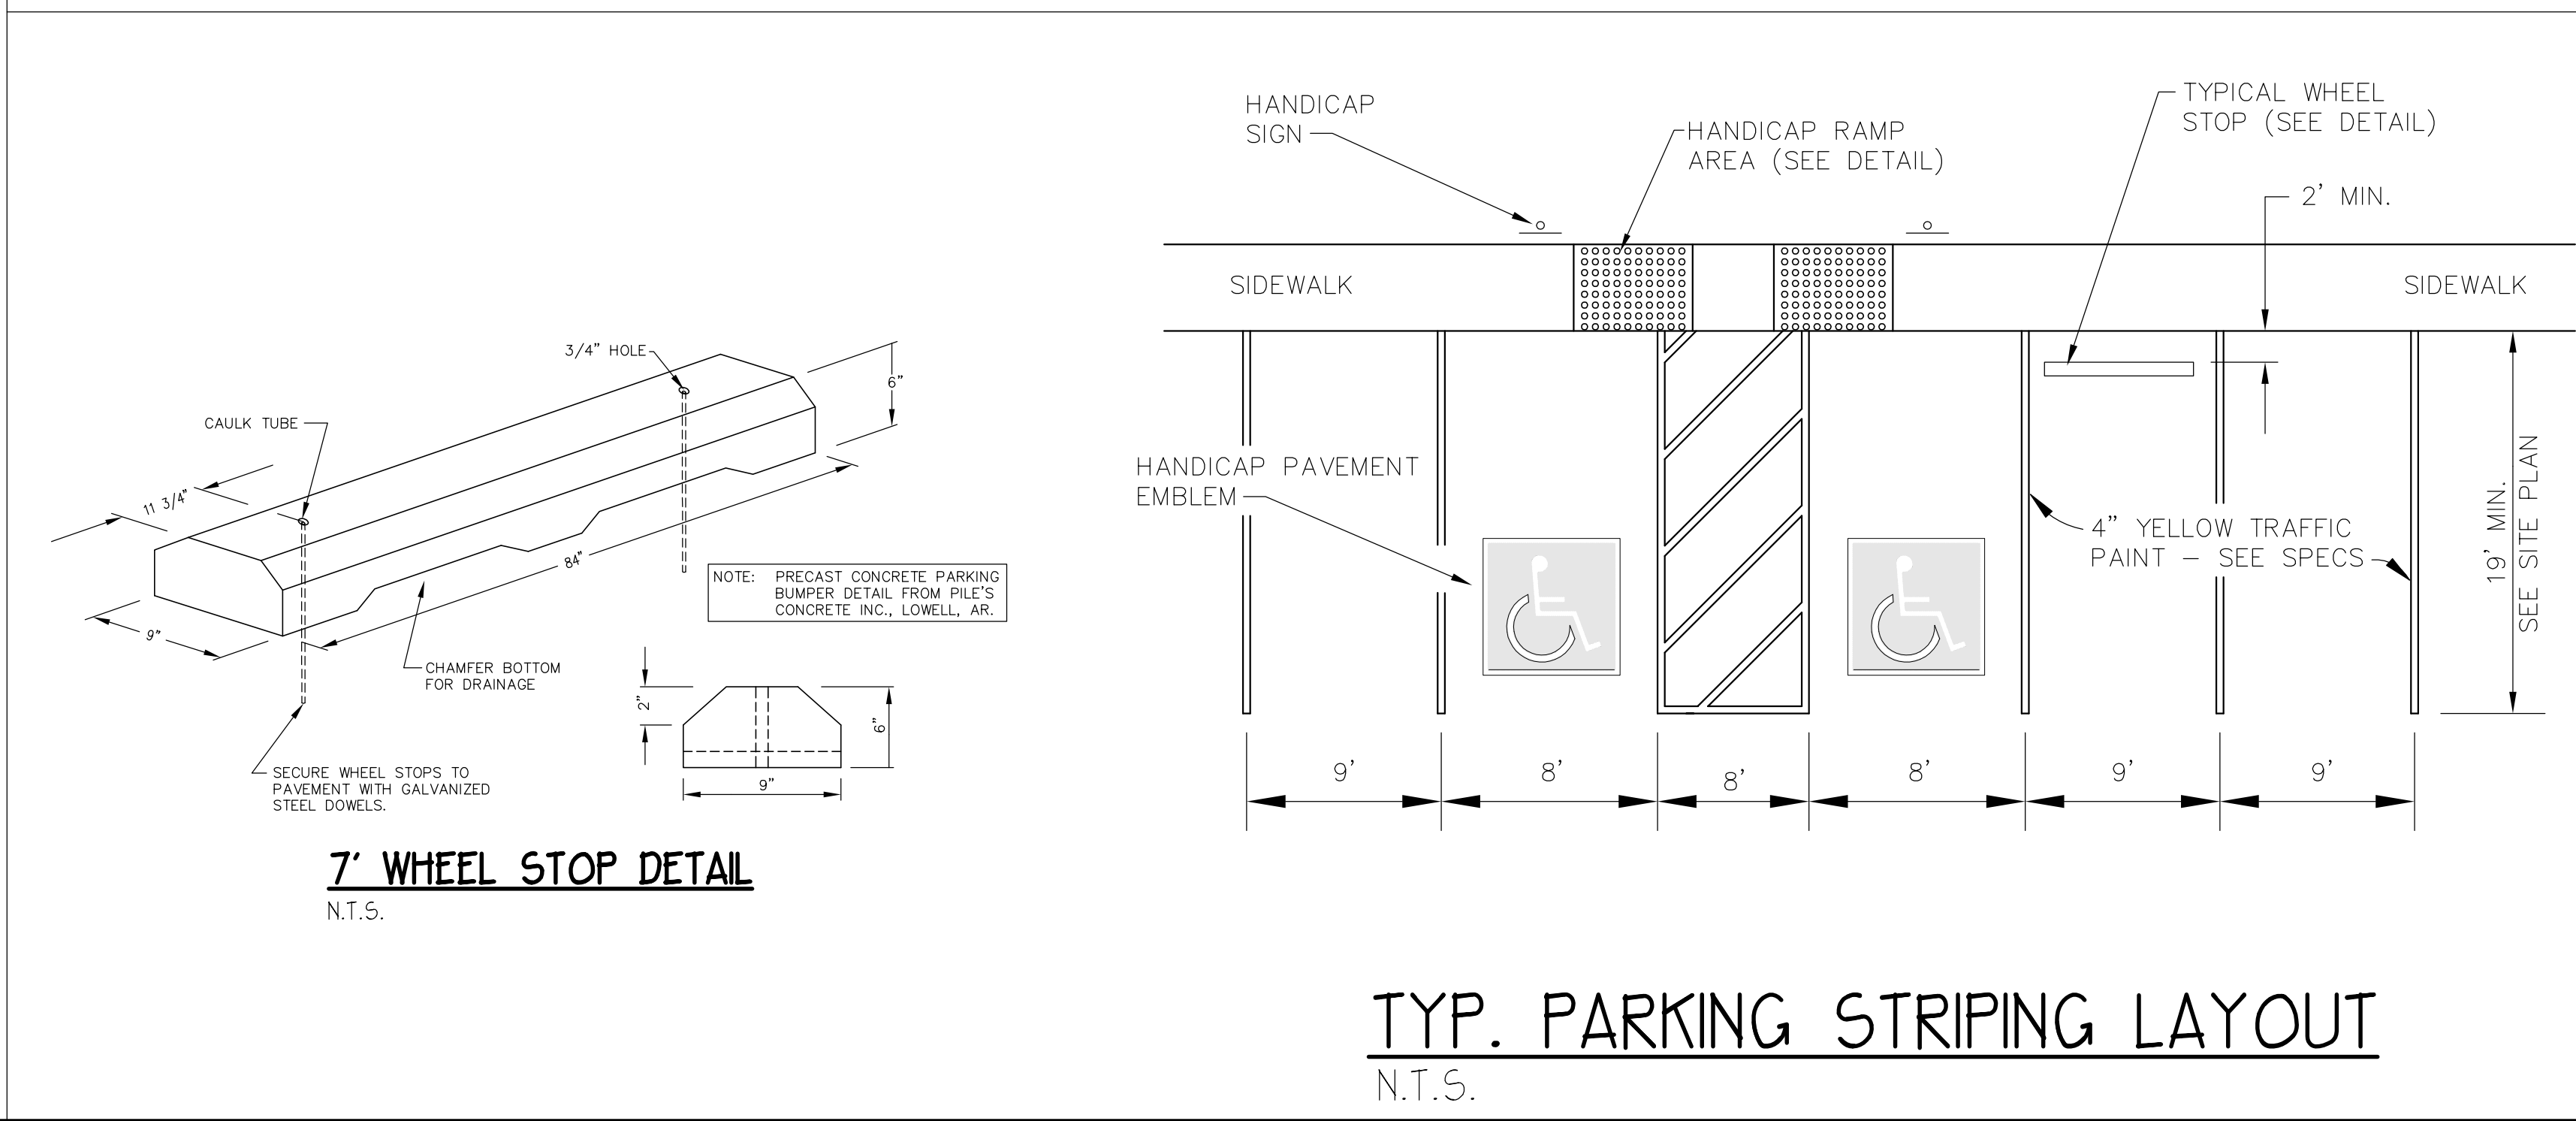 3/4" HOLE
6"
CAULK TUBE
11 3/4"
84"
9"
NOTE: PRECAST CONCRETE PARKING
BUMPER DETAIL FROM PILE'S
CONCRETE INC., LOWELL, AR.
CHAMFER BOTTOM
FOR DRAINAGE
2"
6"
9"
SECURE WHEEL STOPS TO
PAVEMENT WITH GALVANIZED
STEEL DOWELS.
7' WHEEL STOP DETAIL
N.T.S.
HANDICAP
SIGN
HANDICAP RAMP
AREA (SEE DETAIL)
TYPICAL WHEEL
STOP (SEE DETAIL)
2' MIN.
SIDEWALK
SIDEWALK
HANDICAP PAVEMENT
EMBLEM
4" YELLOW TRAFFIC
PAINT - SEE SPECS
19' MIN.
SEE SITE PLAN
9'
8'
8'
8'
9'
9'
TYP. PARKING STRIPING LAYOUT
N.T.S.